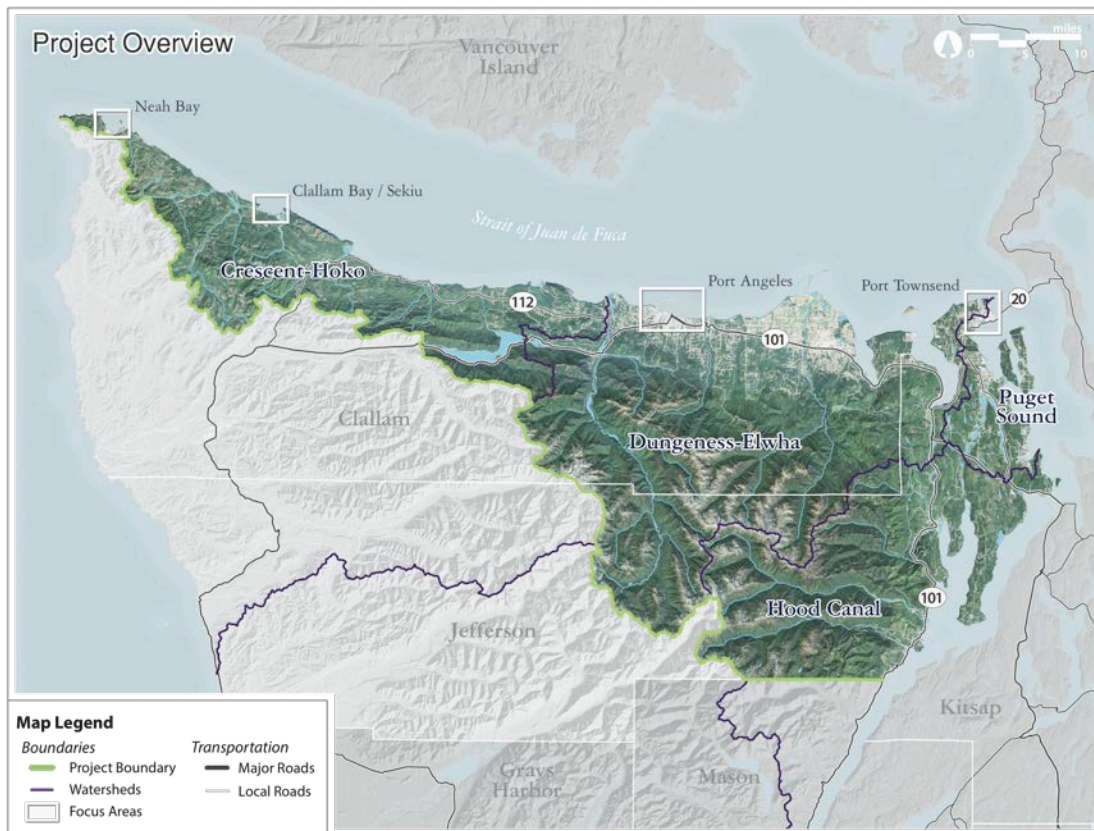 Project Overview
Vancouver
Island
miles
0 5 10
Neah Bay
Clallam Bay / Sekiu
Strait of Juan de Fuca
Crescent-Hoko
Port Angeles
Port Townsend
112
20
101
Puget
Sound
Clallam
Dungeness-Elwha
101
Hood Canal
Jefferson
Kitsap
Grays
Harbor
Mason
Map Legend
Boundaries
Project Boundary
Watersheds
Focus Areas
Transportation
Major Roads
Local Roads